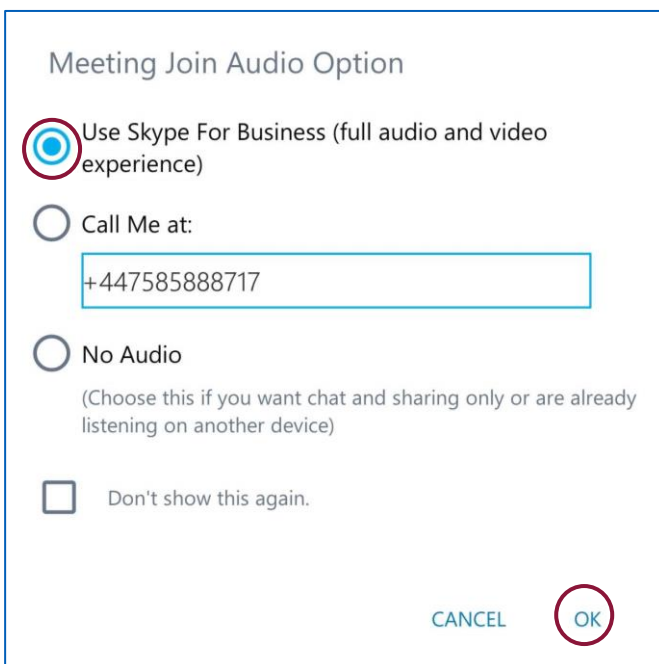 Meeting Join Audio Option
Use Skype For Business (full audio and video
experience)
Call Me at:
+447585888717
No Audio
(Choose this if you want chat and sharing only or are already
listening on another device)
Don't show this again.
CANCEL OK